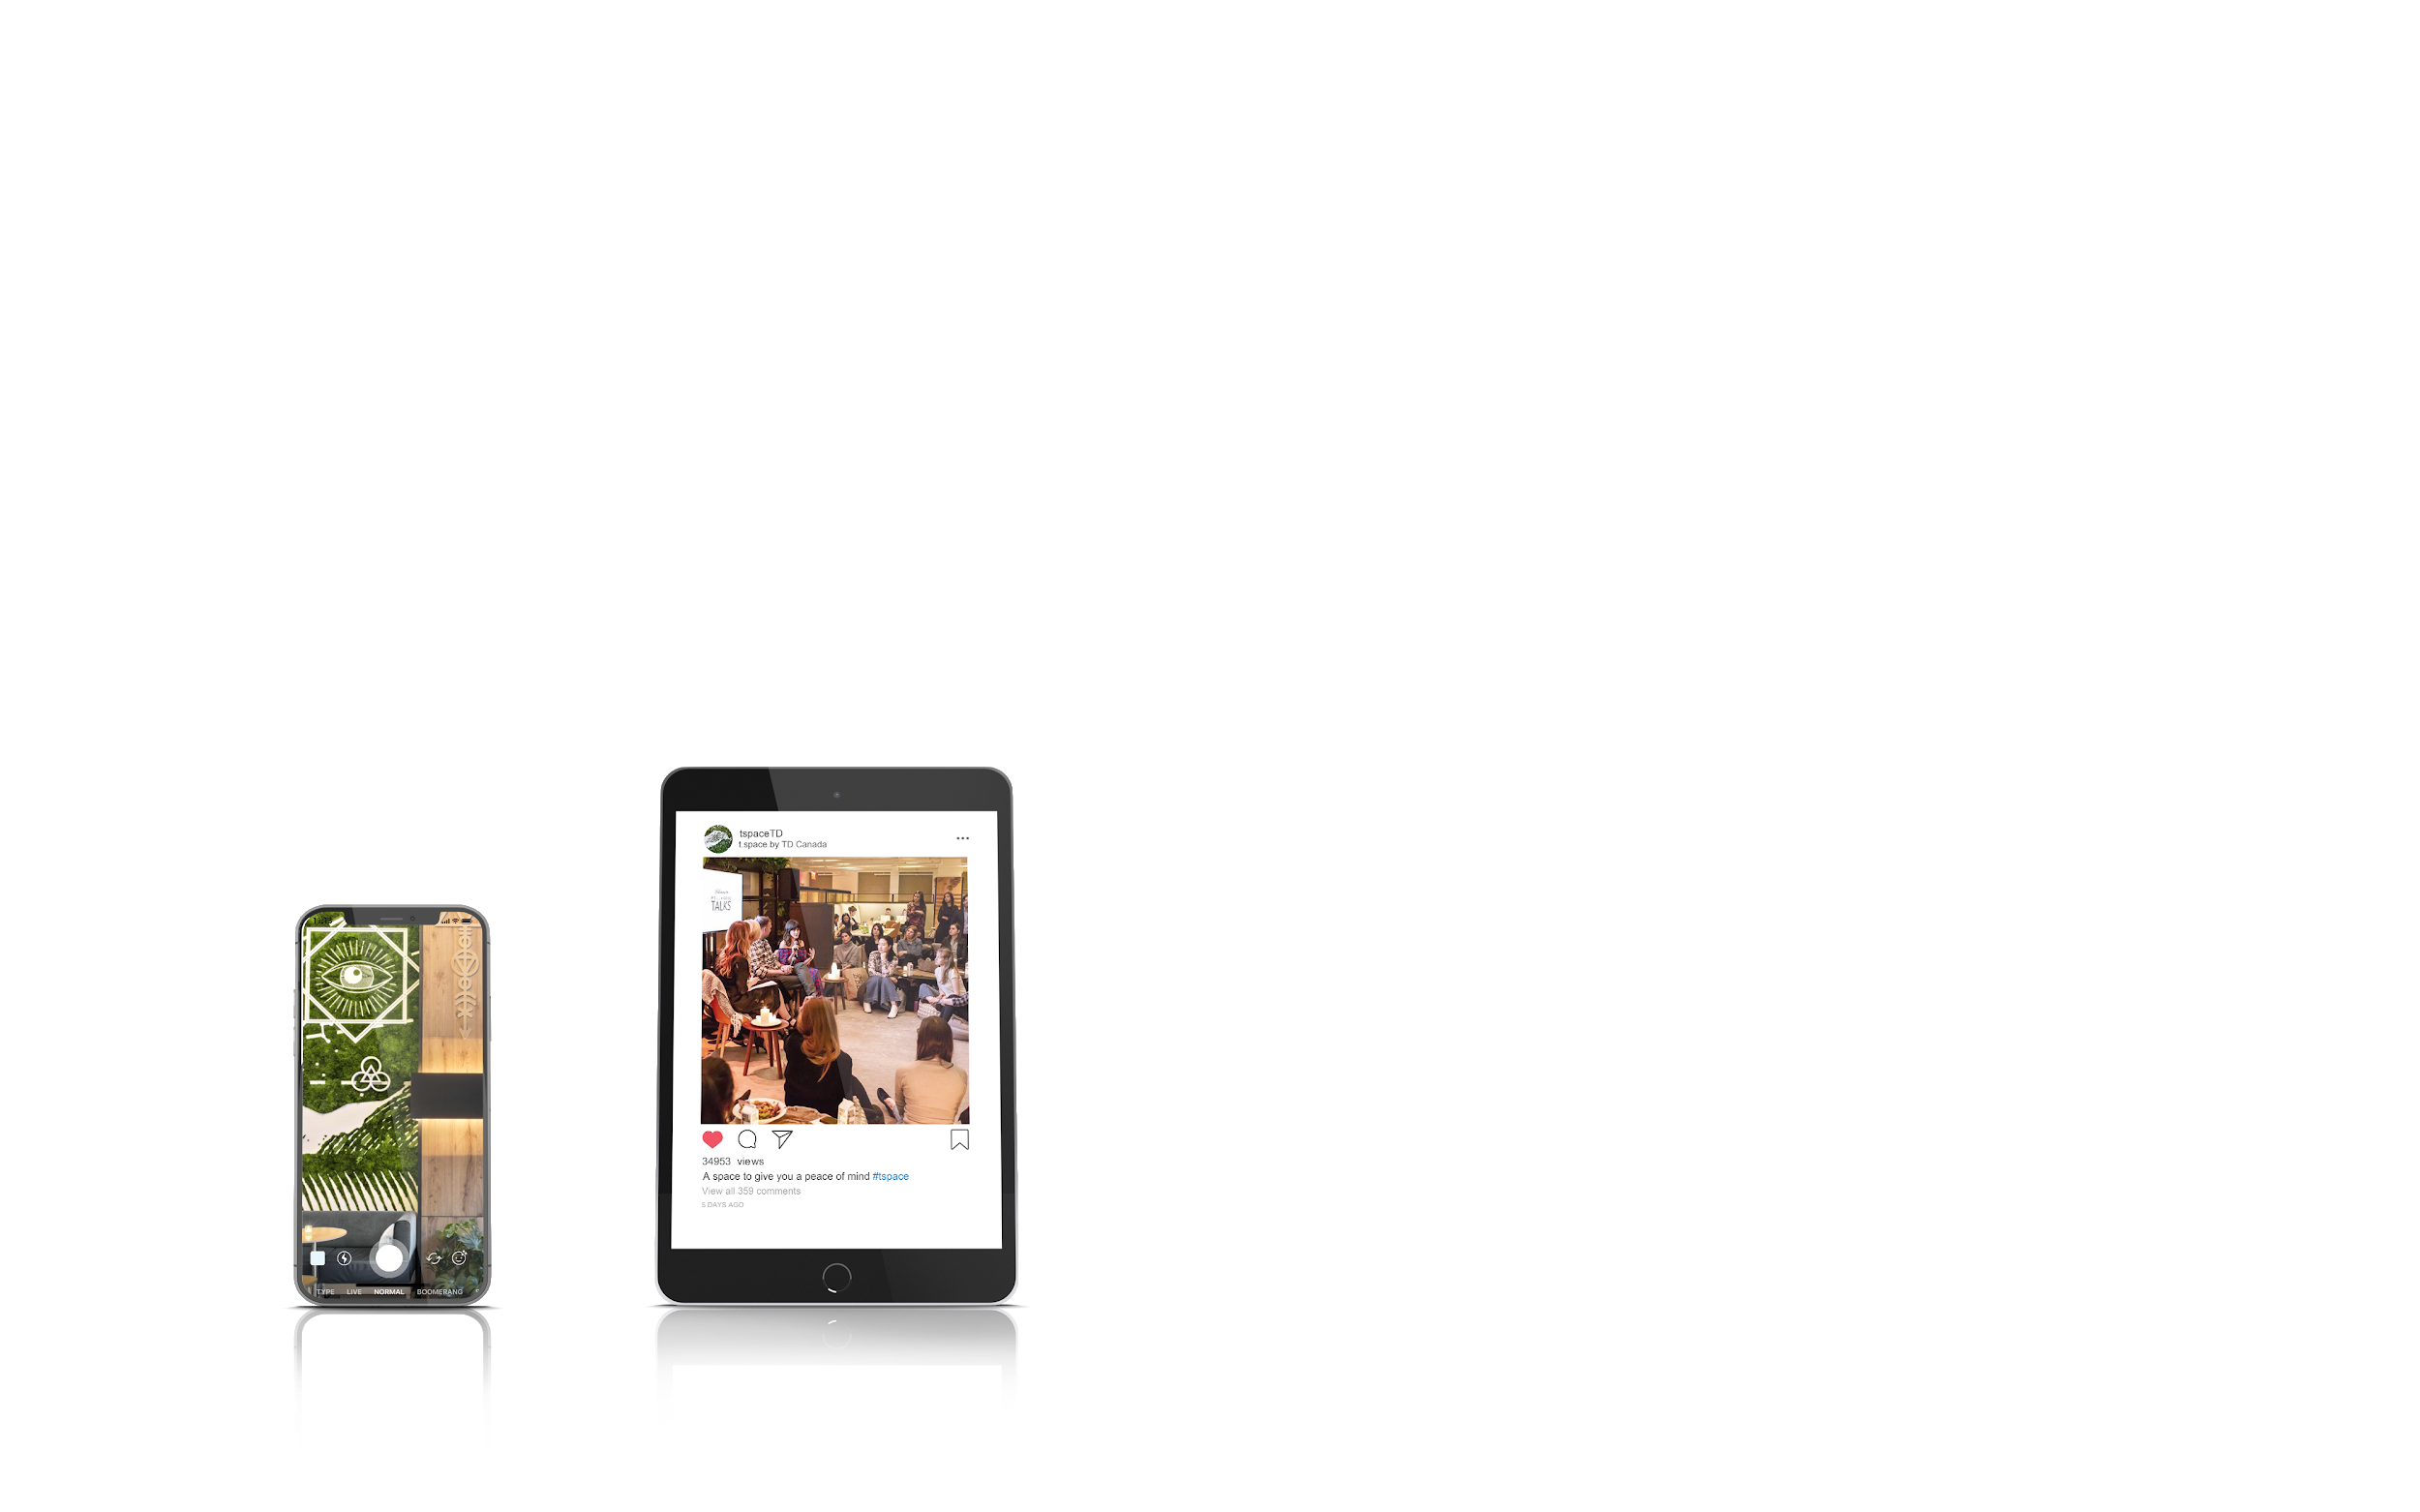 TYPE LIVE NORMAL BOOMERANG
tspaceTD
t.space by TD Canada
TALKS
34953 views
A space to give you a peace of mind #tspace
View all 359 comments
5 DAYS AGO